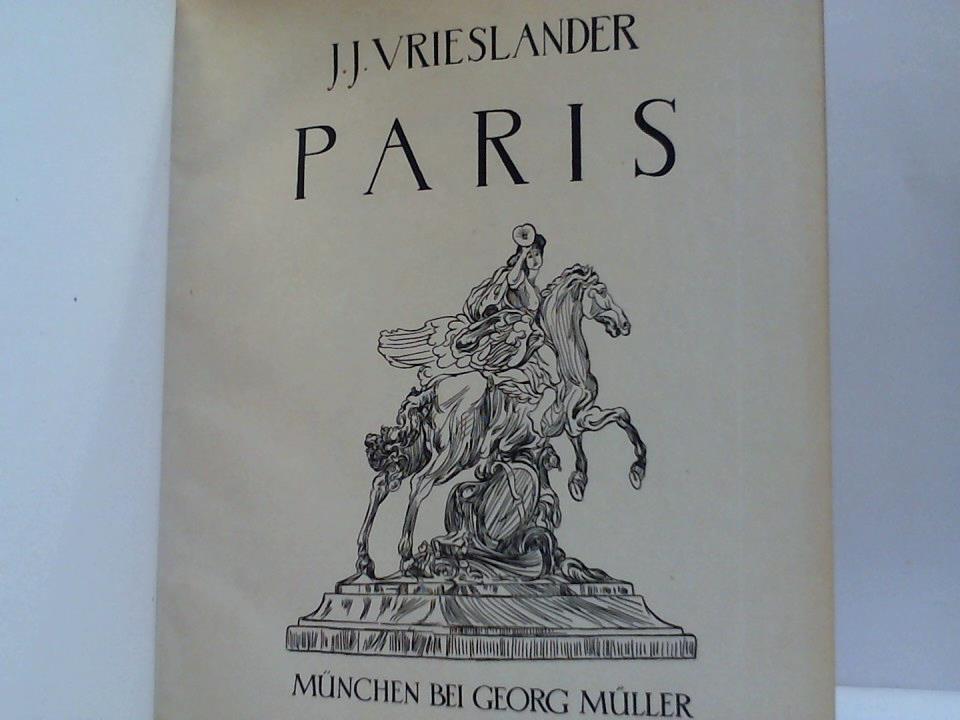 J.J. VRIESLANDER
PARIS
MÜNCHEN BEI GEORG MÜLLER